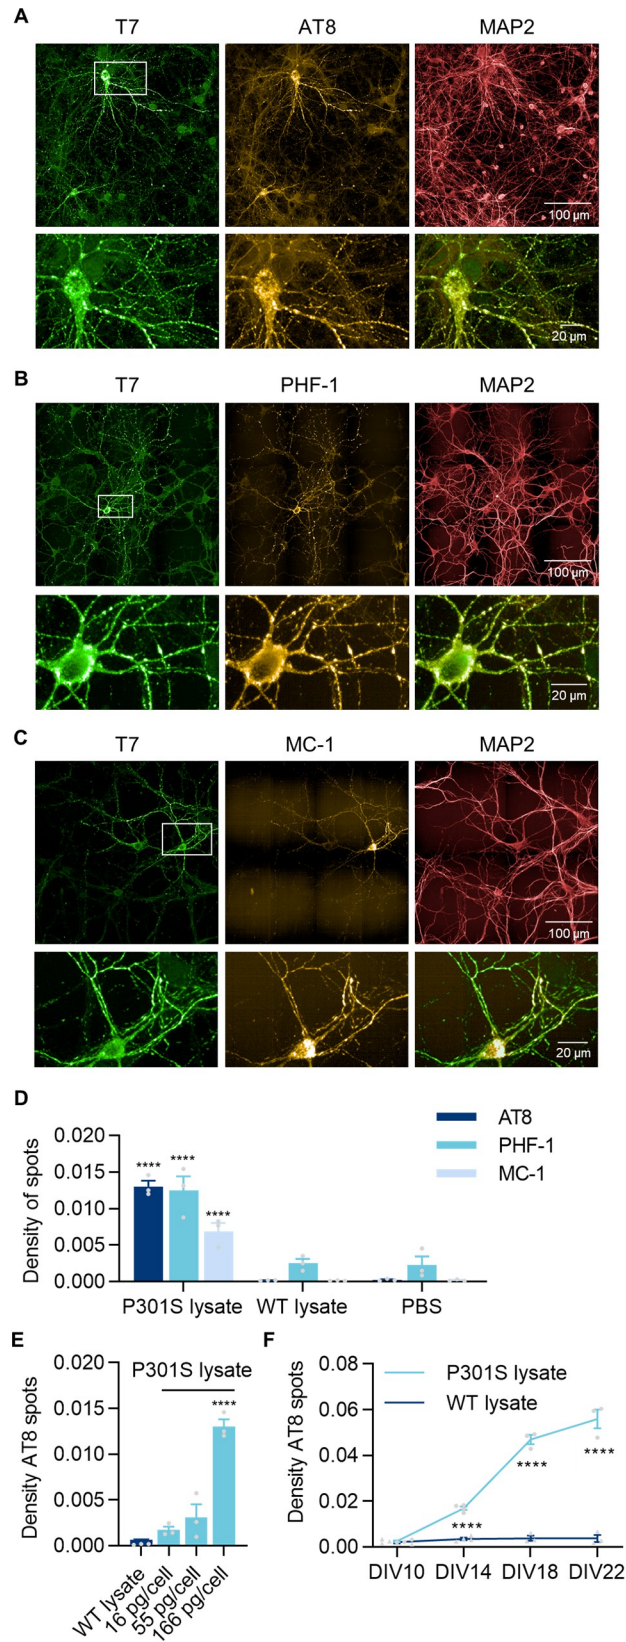 A
T7 AT8 MAP2
100 µm
20 µm
B
T7 PHF-1 MAP2
100 µm
20 µm
C
T7 MC-1 MAP2
100 µm
20 µm
D
AT8
PHF-1
MC-1
Density of spots
0.020
0.015
0.010
0.005
0.000
**** **** ****
P301S lysate WT lysate PBS
E
Density AT8 spots
0.020
0.015
0.010
0.005
0.000
P301S lysate
****
WT lysate
16 pg/cell
55 pg/cell
166 pg/cell
F
Density AT8 spots
0.08
0.06
0.04
0.02
0.00
P301S lysate
WT lysate
**** **** ****
DIV10 DIV14 DIV18 DIV22